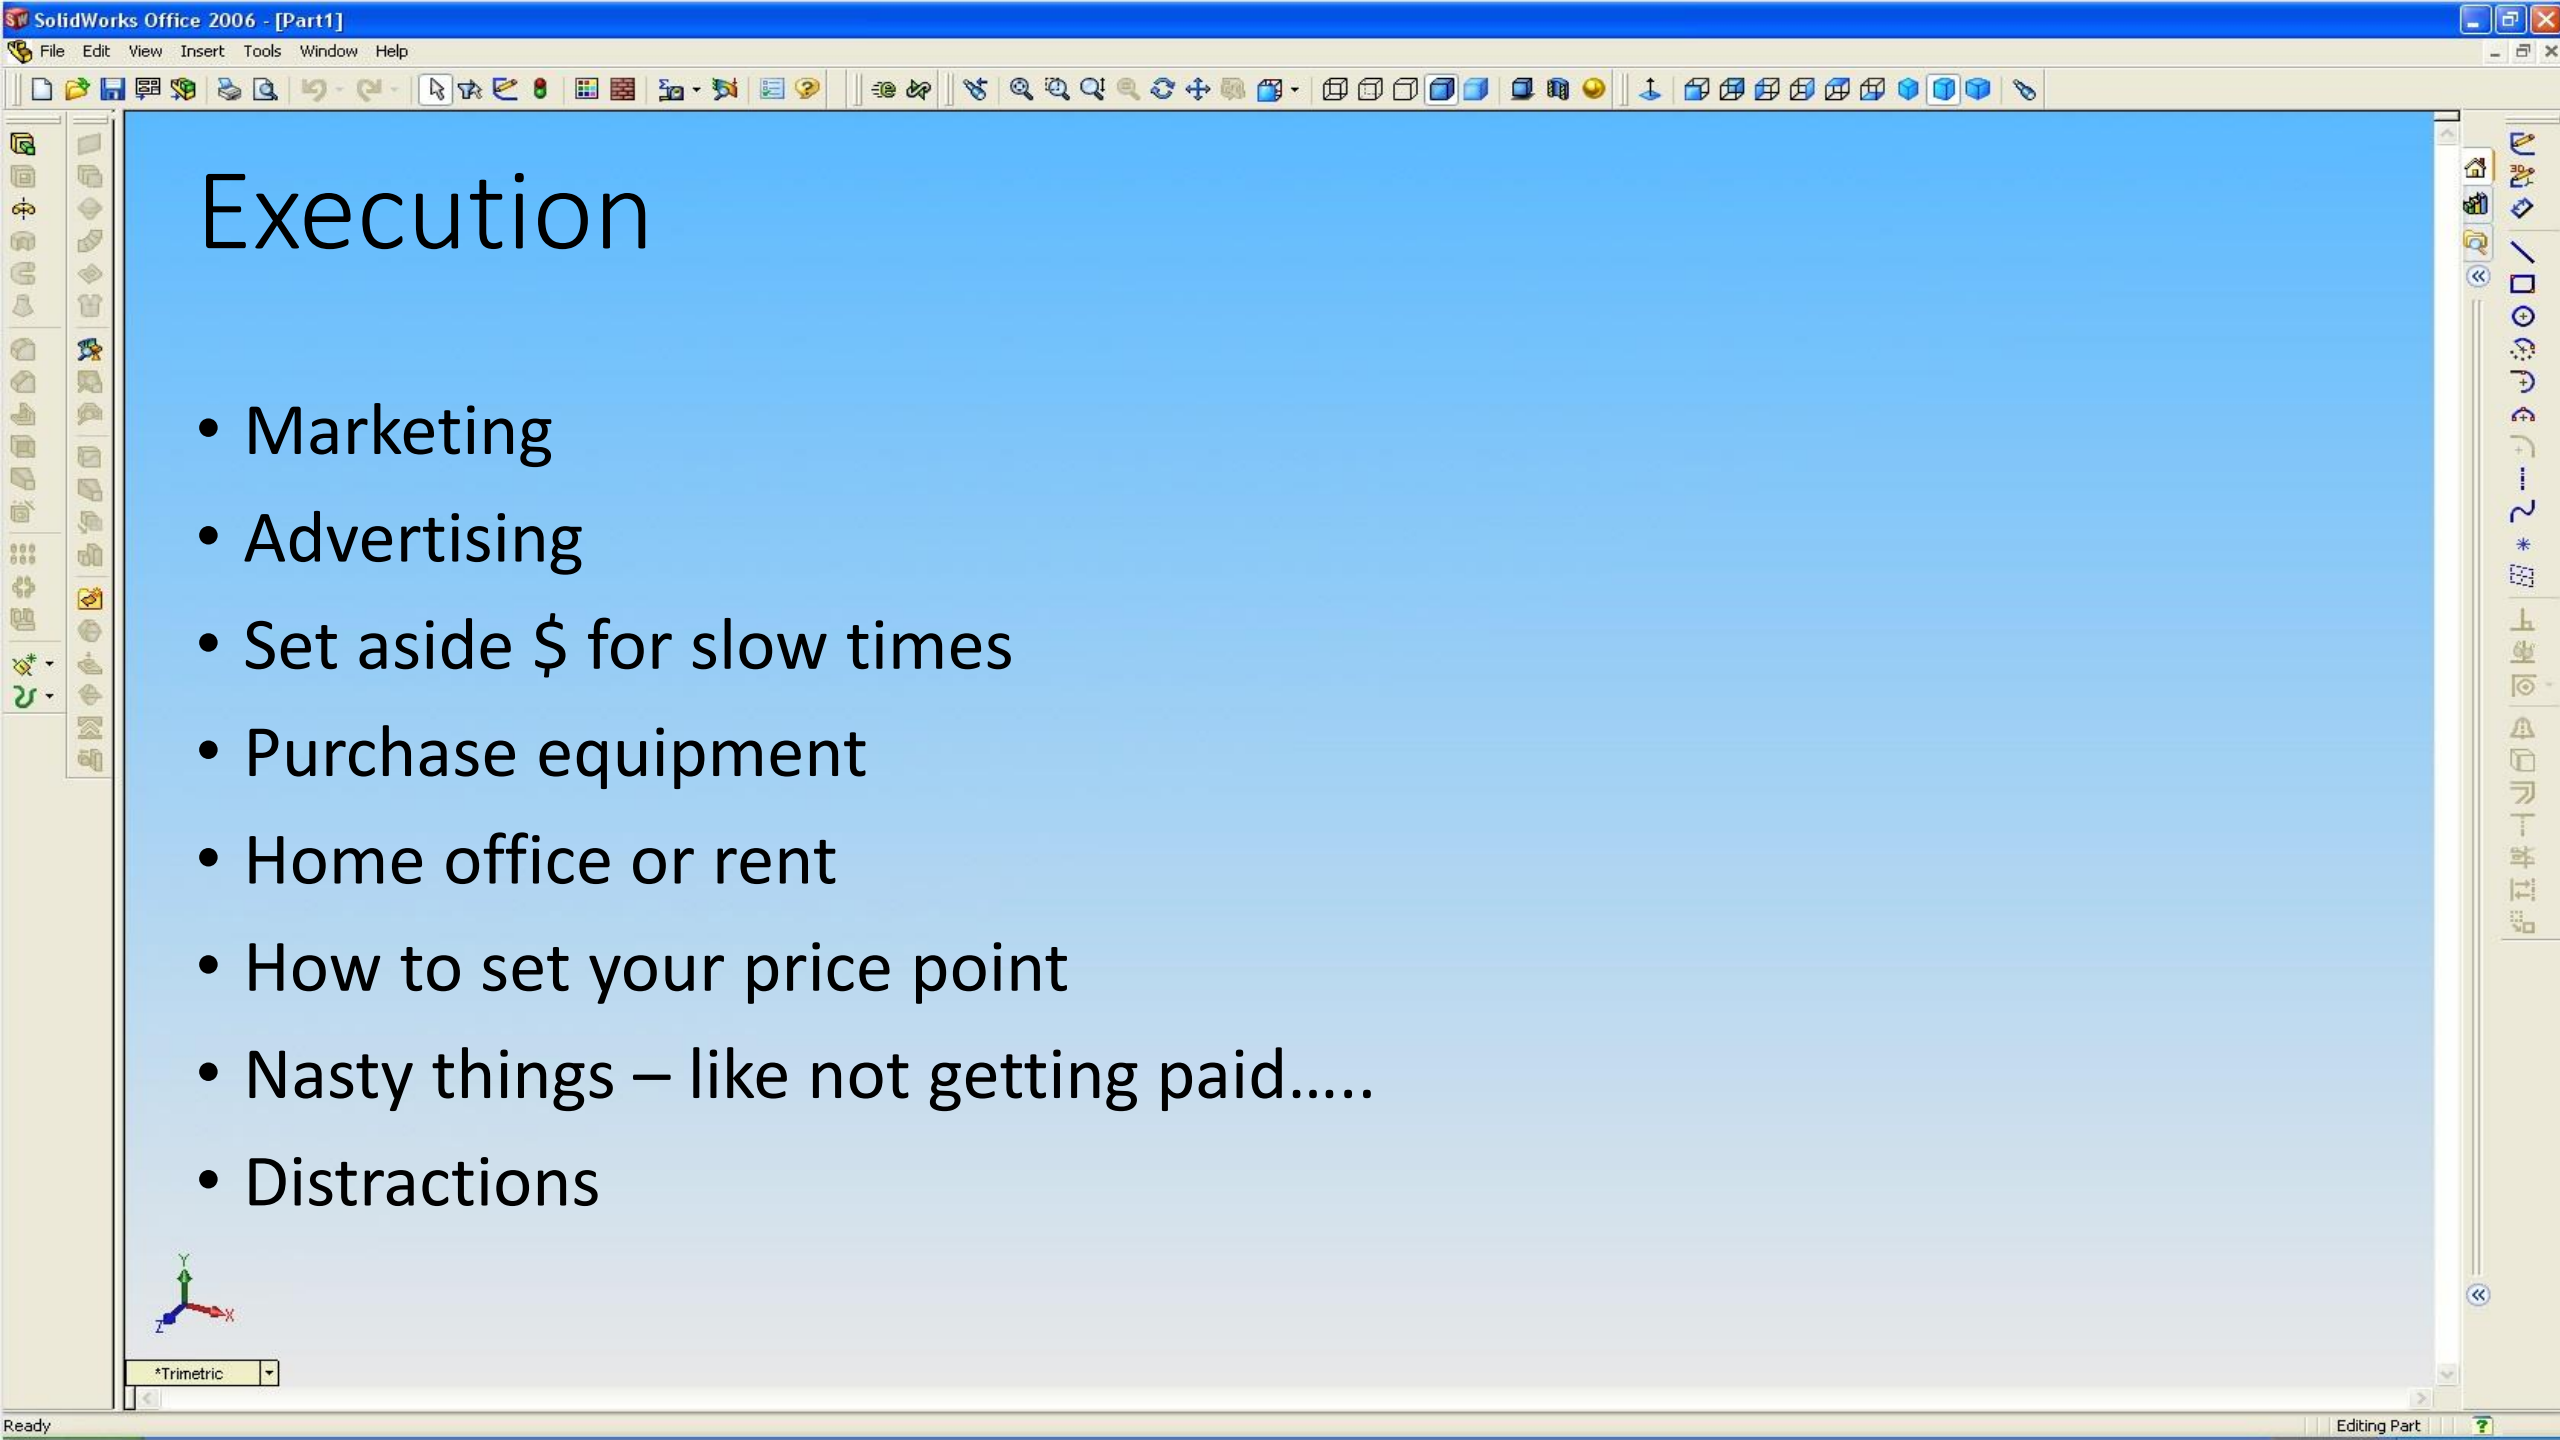 SolidWorks Office 2006 - [Part1]
File Edit View Insert Tools Window Help
Execution
• Marketing
• Advertising
• Set aside $ for slow times
• Purchase equipment
• Home office or rent
• How to set your price point
• Nasty things – like not getting paid…..
• Distractions
Y
X
Z
*Trimetric
Ready
Editing Part